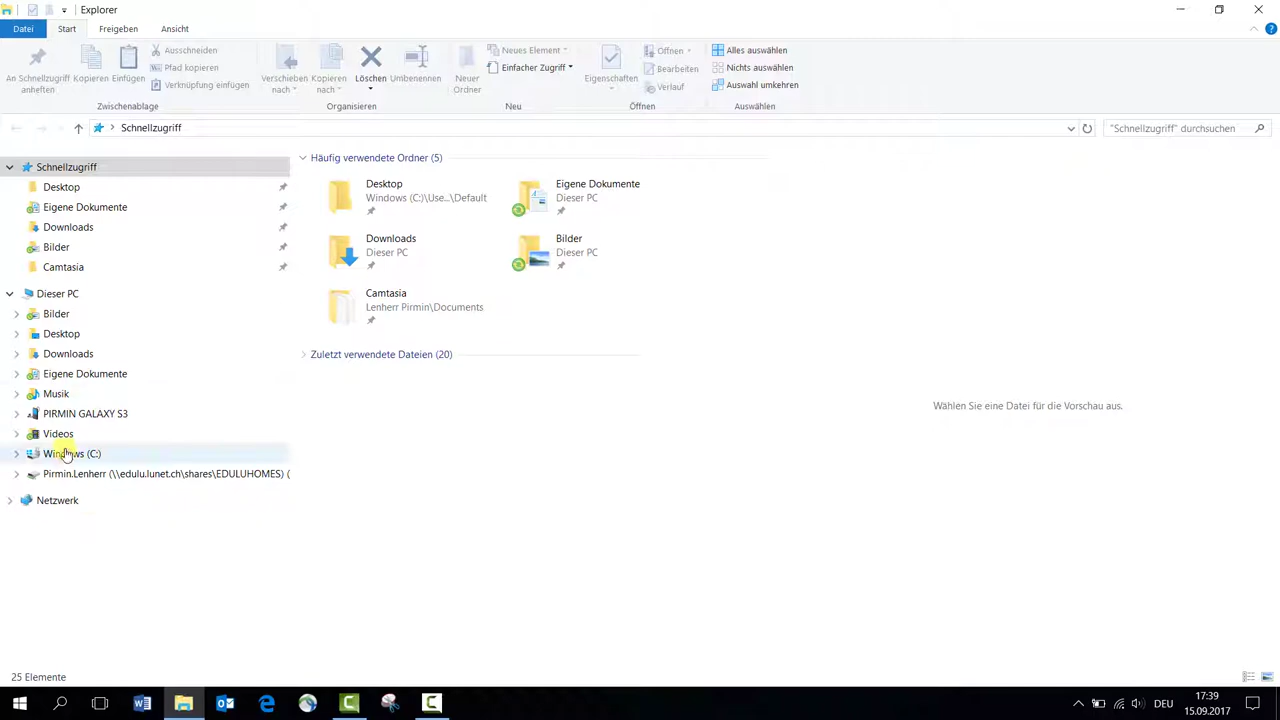 Explorer
Datei Start Freigeben Ansicht
An Schnellzugriff anheften
Kopieren
Einfügen
Ausschneiden
Pfad kopieren
Verknüpfung einfügen
Zwischenablage
Verschieben nach
Kopieren nach
Löschen
Umbenennen
Organisieren
Neuer Ordner
Neues Element
Einfacher Zugriff
Neu
Eigenschaften
Öffnen
Bearbeiten
Verlauf
Öffnen
Alles auswählen
Nichts auswählen
Auswahl umkehren
Auswählen
Schnellzugriff
"Schnellzugriff" durchsuchen
Schnellzugriff
Desktop
Eigene Dokumente
Downloads
Bilder
Camtasia
Dieser PC
Bilder
Desktop
Downloads
Eigene Dokumente
Musik
PIRMIN GALAXY S3
Videos
Windows (C:)
Pirmin.Lenherr (\\edulu.lunet.ch\shares\EDULUHOMES) (
Netzwerk
Häufig verwendete Ordner (5)
Desktop
Windows (C:)\Use...\Default
Eigene Dokumente
Dieser PC
Downloads
Dieser PC
Bilder
Dieser PC
Camtasia
Lenherr Pirmin\Documents
Zuletzt verwendete Dateien (20)
Wählen Sie eine Datei für die Vorschau aus.
25 Elemente
DEU
17:39
15.09.2017